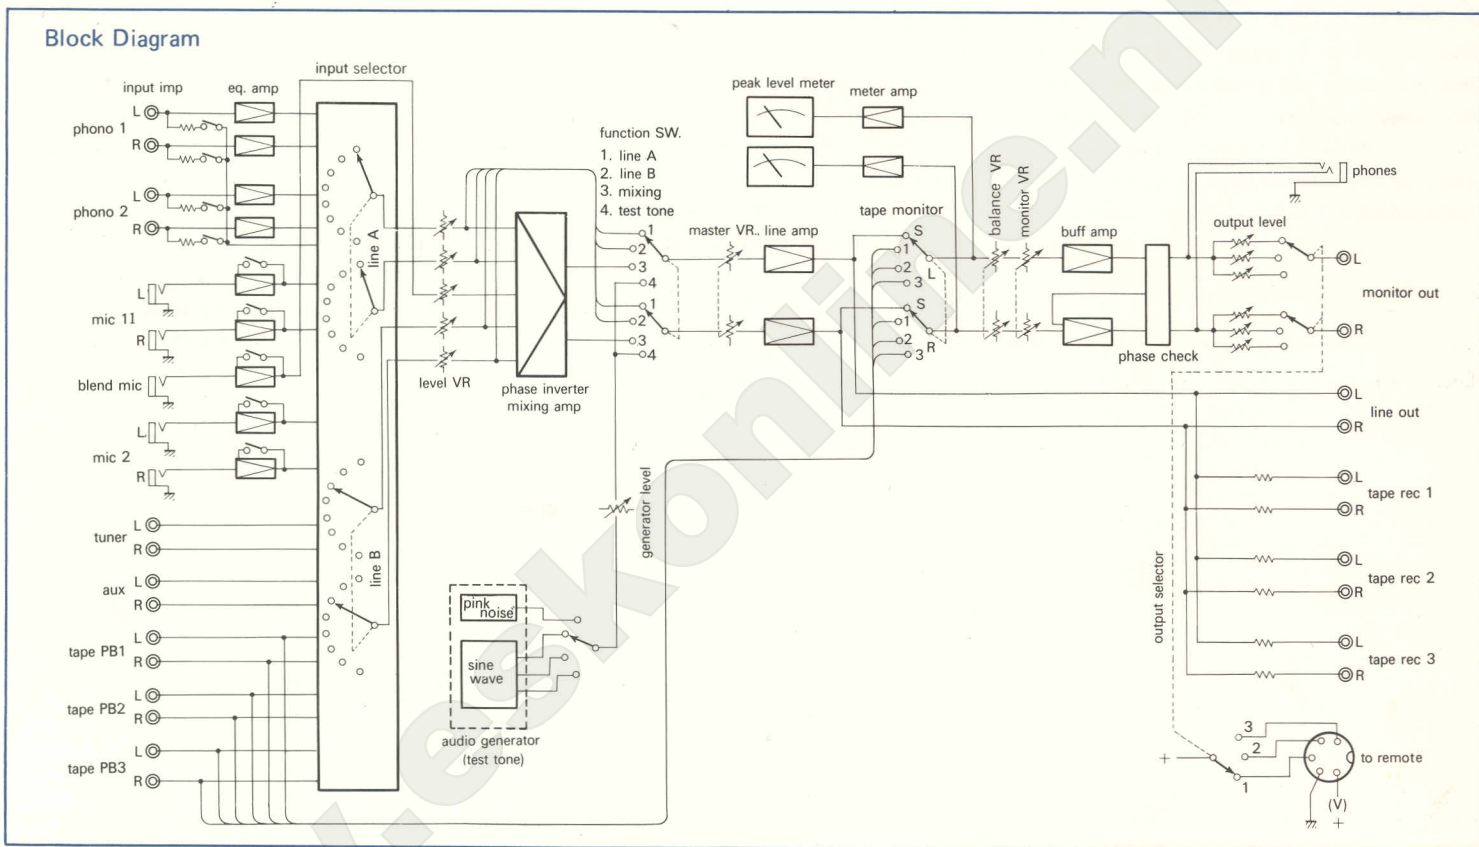 Block Diagram
input imp
eq. amp
input selector
L
phono 1
R
L
phono 2
R
L
mic 11
R
blend mic
L
mic 2
R
tuner
L
R
aux
L
R
tape PB1
L
R
tape PB2
L
R
tape PB3
L
R
line A
line B
level VR
phase inverter
mixing amp
function SW.
1. line A
2. line B
3. mixing
4. test tone
1
2
3
4
1
2
3
4
pink
noise
sine
wave
audio generator
(test tone)
generator level
master VR..
line amp
peak level meter
meter amp
tape monitor
S
1
2
3
L
S
1
2
3
R
balance VR
monitor VR
buff amp
phase check
phones
output level
L
monitor out
R
L
line out
R
L
tape rec 1
R
L
tape rec 2
R
L
tape rec 3
R
output selector
+
3
2
1
to remote
(V)
+
www.eskonline.nl